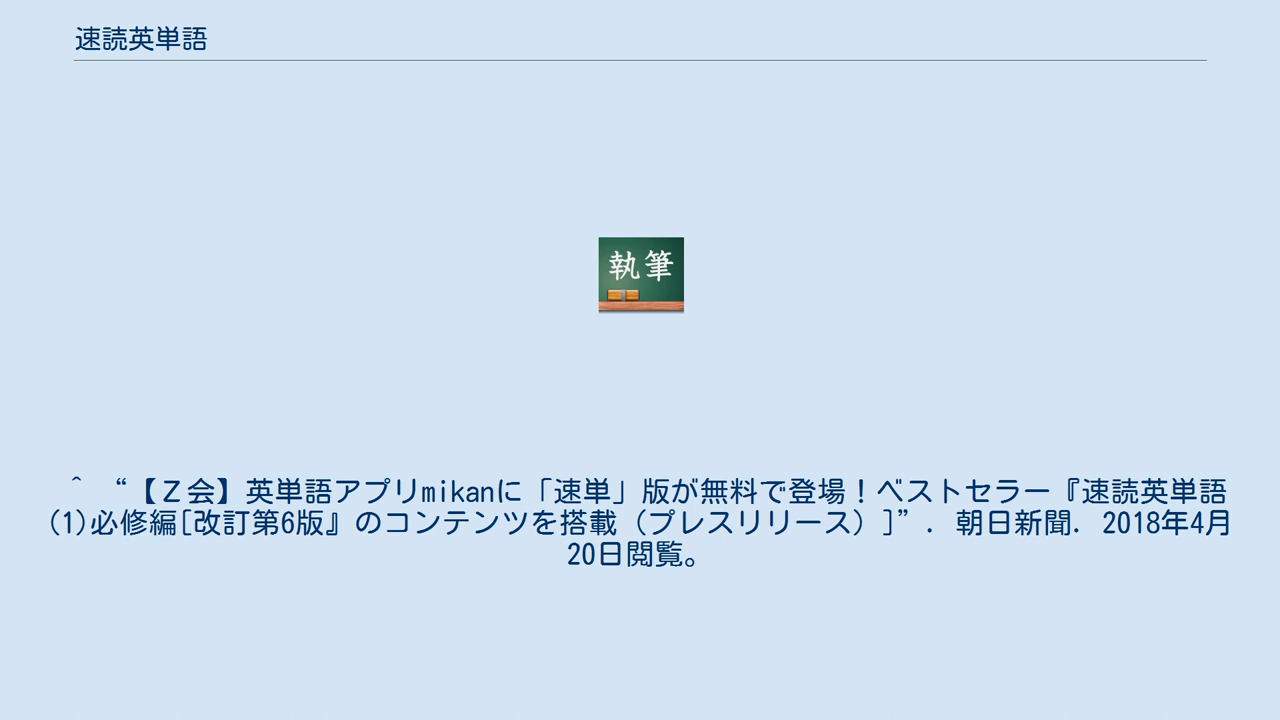 速読英単語
執筆
^ “【Ｚ会】英単語アプリmikanに「速単」版が無料で登場！ベストセラー『速読英単語
(1)必修編[改訂第6版』のコンテンツを搭載（プレスリリース）]”. 朝日新聞. 2018年4月
20日閲覧。